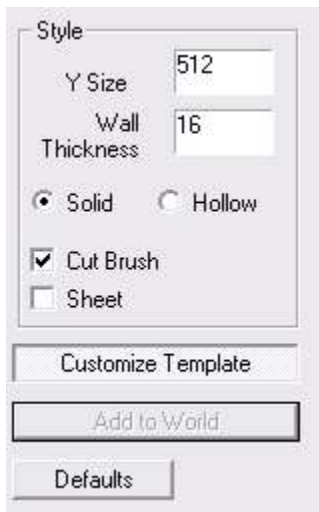 Style
Y Size 512
Wall 16
Thickness
Solid Hollow
Cut Brush
Sheet
Customize Template
Add to World
Defaults